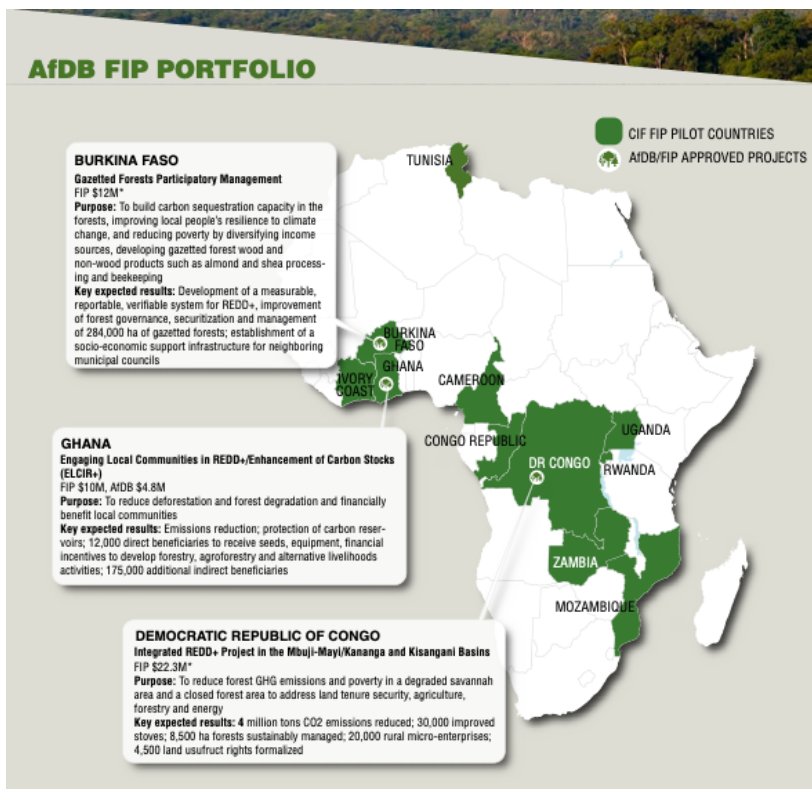 AfDB FIP PORTFOLIO
CIF FIP PILOT COUNTRIES
AfDB/FIP APPROVED PROJECTS
BURKINA FASO
Gazetted Forests Participatory Management
FIP $12M*
Purpose: To build carbon sequestration capacity in the
forests, improving local people's resilience to climate
change, and reducing poverty by diversifying income
sources, developing gazetted forest wood and
non-wood products such as almond and shea process-
ing and beekeeping
Key expected results: Development of a measurable,
reportable, verifiable system for REDD+, improvement
of forest governance, securitization and management
of 284,000 ha of gazetted forests; establishment of a
socio-economic support infrastructure for neighboring
municipal councils
TUNISIA
BURKINA
FASO
GHANA
IVORY
COAST
CAMEROON
CONGO REPUBLIC
UGANDA
DR CONGO
RWANDA
ZAMBIA
MOZAMBIQUE
GHANA
Engaging Local Communities in REDD+/Enhancement of Carbon Stocks
(ELCIR+)
FIP $10M, AfDB $4.8M
Purpose: To reduce deforestation and forest degradation and financially
benefit local communities
Key expected results: Emissions reduction; protection of carbon reser-
voirs; 12,000 direct beneficiaries to receive seeds, equipment, financial
incentives to develop forestry, agroforestry and alternative livelihoods
activities; 175,000 additional indirect beneficiaries
DEMOCRATIC REPUBLIC OF CONGO
Integrated REDD+ Project in the Mbuji-Mayi/Kananga and Kisangani Basins
FIP $22.3M*
Purpose: To reduce forest GHG emissions and poverty in a degraded savannah
area and a closed forest area to address land tenure security, agriculture,
forestry and energy
Key expected results: 4 million tons CO2 emissions reduced; 30,000 improved
stoves; 8,500 ha forests sustainably managed; 20,000 rural micro-enterprises;
4,500 land usufruct rights formalized